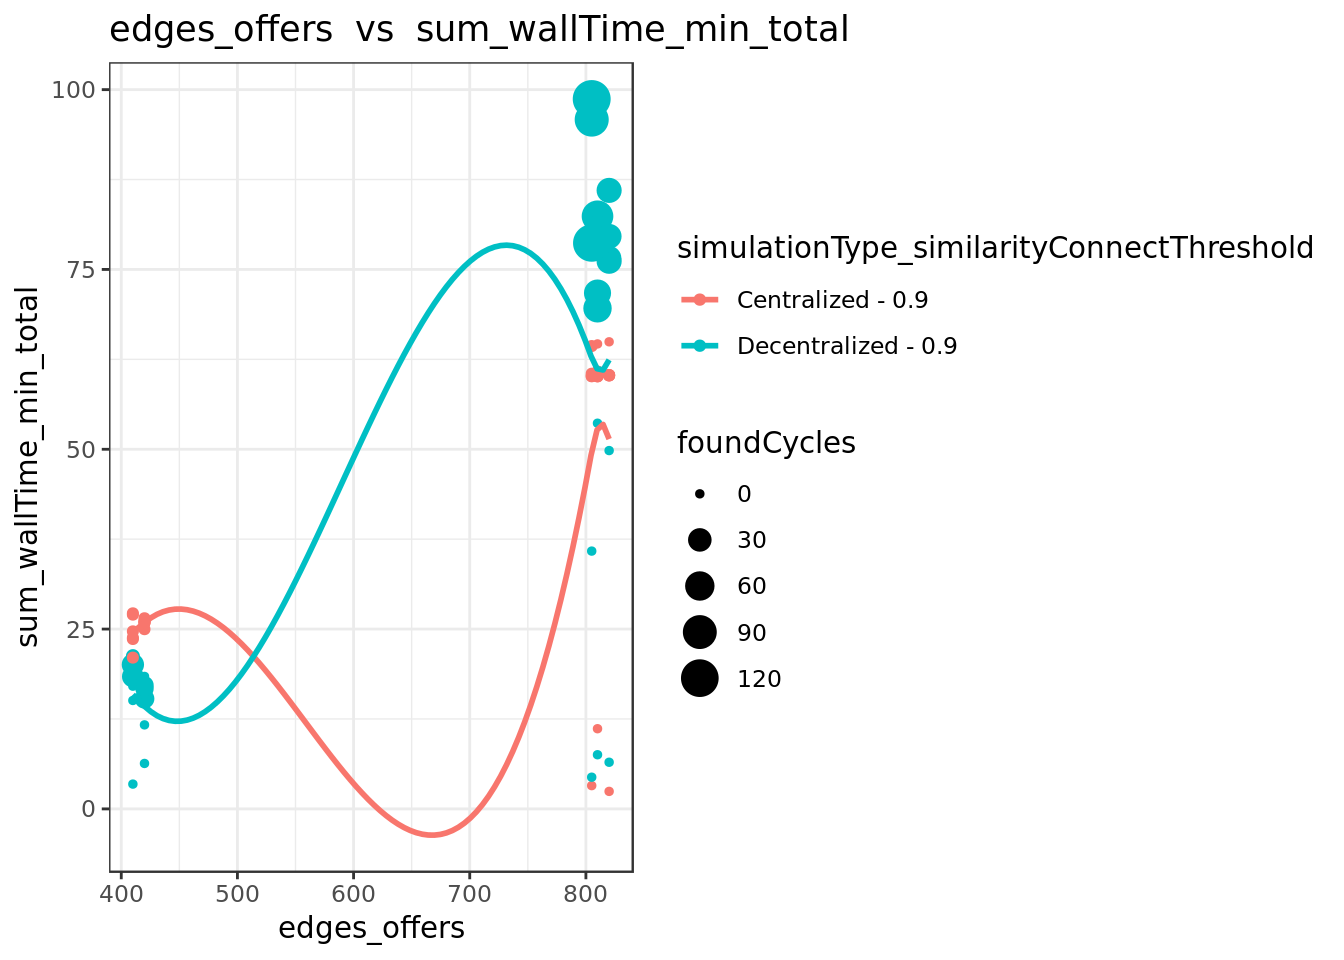 edges_offers vs sum_wallTime_min_total
sum_wallTime_min_total
100
75
50
25
0
400 500 600 700 800
edges_offers
simulationType_similarityConnectThreshold
Centralized - 0.9
Decentralized - 0.9
foundCycles
0
30
60
90
120